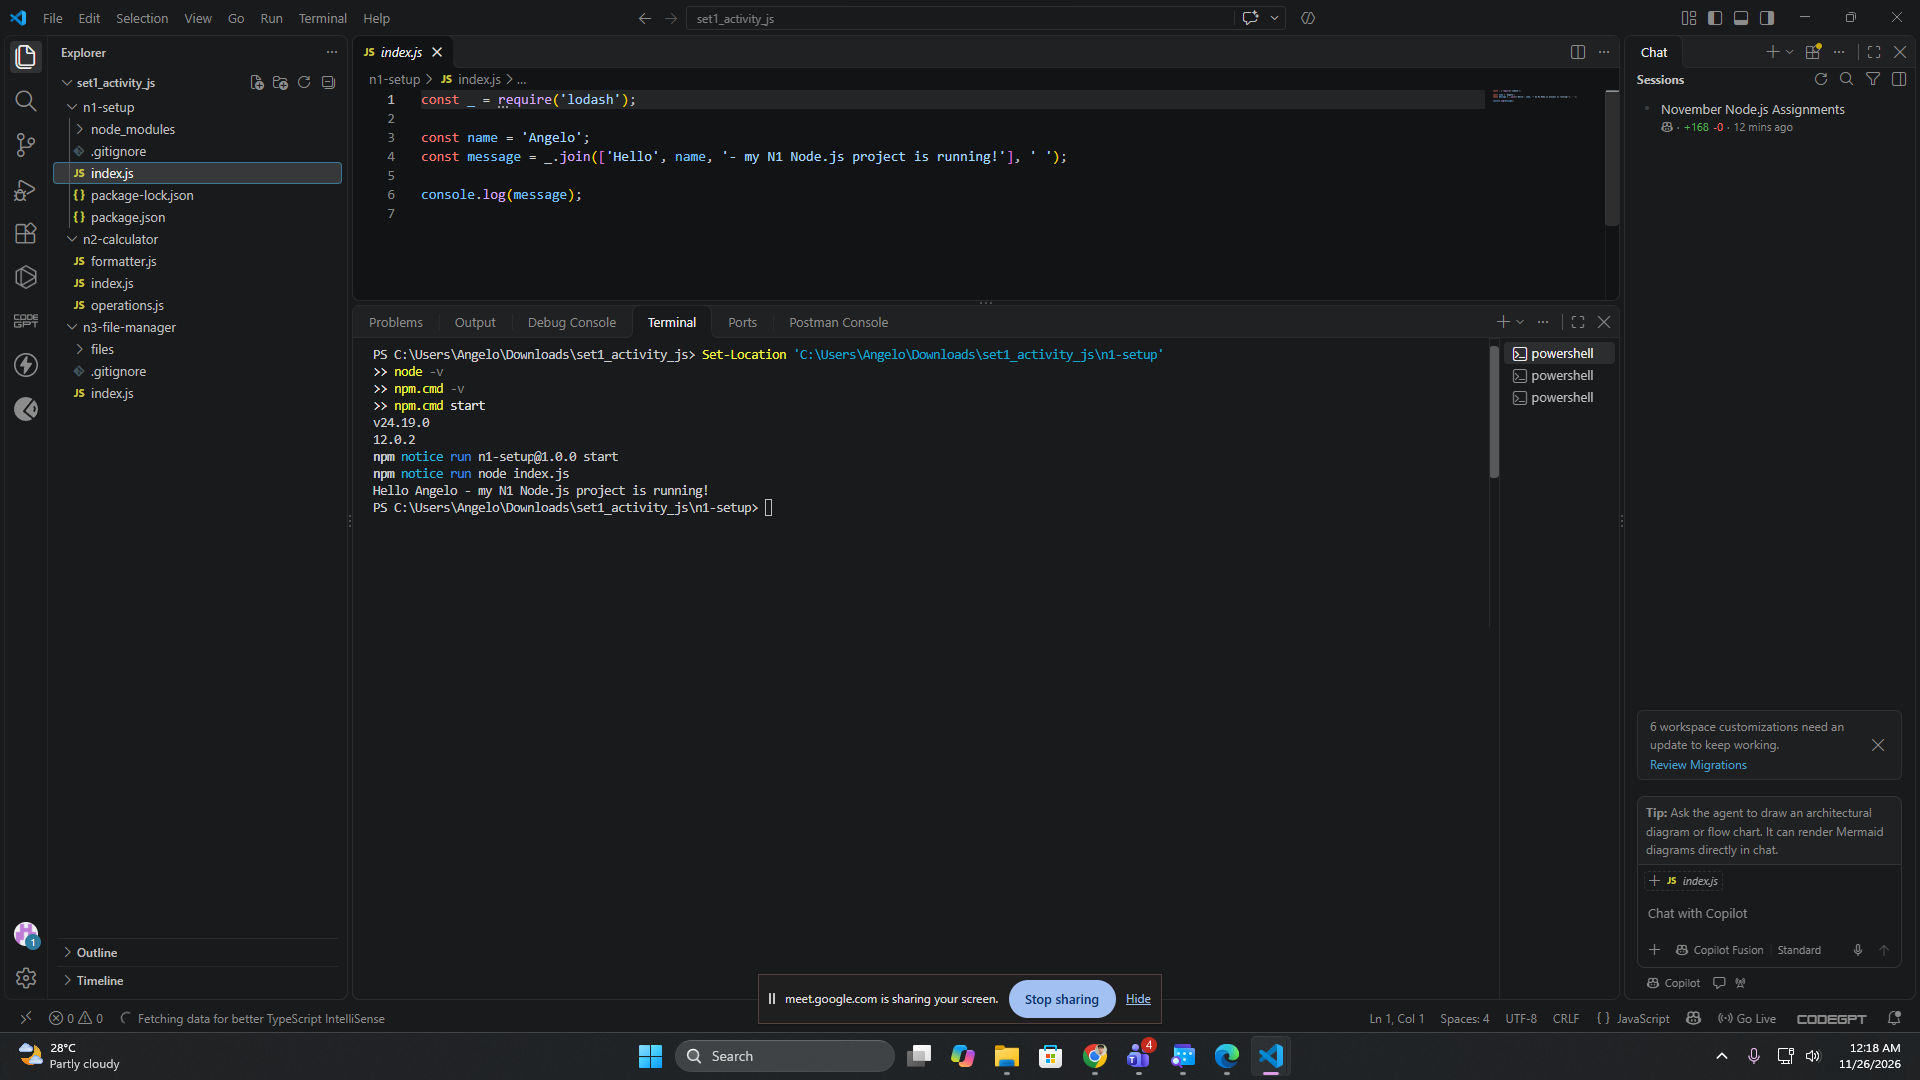 File Edit Selection View Go Run Terminal Help
set1_activity_js
Explorer
set1_activity_js
n1-setup
node_modules
.gitignore
JS index.js
{} package-lock.json
{} package.json
n2-calculator
JS formatter.js
JS index.js
JS operations.js
n3-file-manager
files
.gitignore
JS index.js
Outline
Timeline
CODE
GPT
1
JS index.js
n1-setup > JS index.js > ...
1 const _ = require('lodash');
2
3 const name = 'Angelo';
4 const message = _.join(['Hello', name, '- my N1 Node.js project is running!'], ' ');
5
6 console.log(message);
7
Problems Output Debug Console Terminal Ports Postman Console
PS C:\Users\Angelo\Downloads\set1_activity_js> Set-Location 'C:\Users\Angelo\Downloads\set1_activity_js\n1-setup'
>> node -v
>> npm.cmd -v
>> npm.cmd start
v24.19.0
12.0.2
npm notice run n1-setup@1.0.0 start
npm notice run node index.js
Hello Angelo - my N1 Node.js project is running!
PS C:\Users\Angelo\Downloads\set1_activity_js\n1-setup>
powershell
powershell
powershell
Chat
Sessions
November Node.js Assignments
+168 -0 · 12 mins ago
6 workspace customizations need an
update to keep working.
Review Migrations
Tip: Ask the agent to draw an architectural
diagram or flow chart. It can render Mermaid
diagrams directly in chat.
JS index.js
Chat with Copilot
Copilot Fusion Standard
Copilot
meet.google.com is sharing your screen. Stop sharing Hide
0 0 Fetching data for better TypeScript IntelliSense
Ln 1, Col 1 Spaces: 4 UTF-8 CRLF {} JavaScript Go Live CODEGPT
28°C
Partly cloudy
Search
4
12:18 AM
11/26/2026